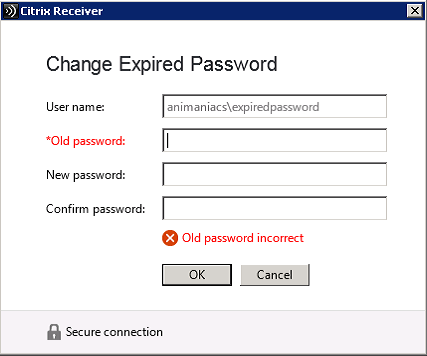 Citrix Receiver
Change Expired Password
User name: animaniacs\expiredpassword
*Old password:
New password:
Confirm password:
Old password incorrect
OK Cancel
Secure connection